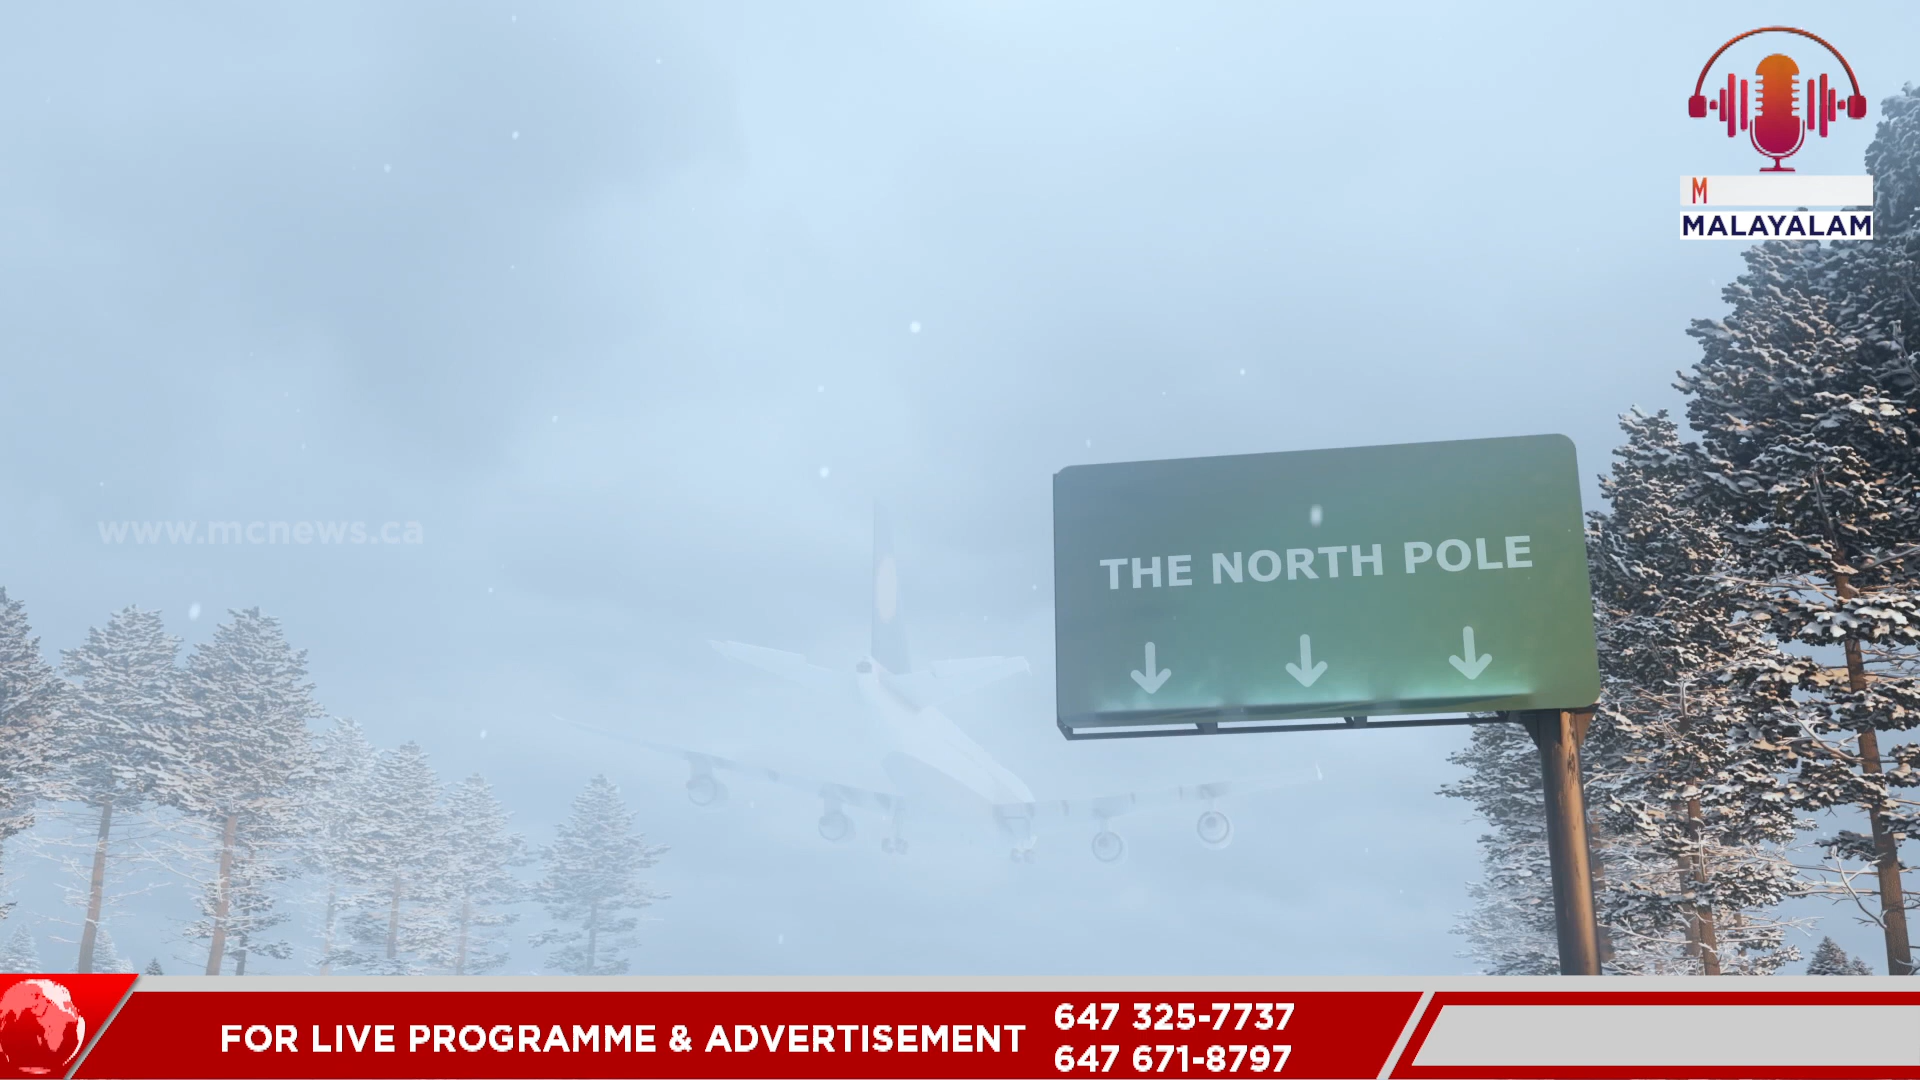 M
MALAYALAM
www.mcnews.ca
THE NORTH POLE
FOR LIVE PROGRAMME & ADVERTISEMENT
647 325-7737
647 671-8797